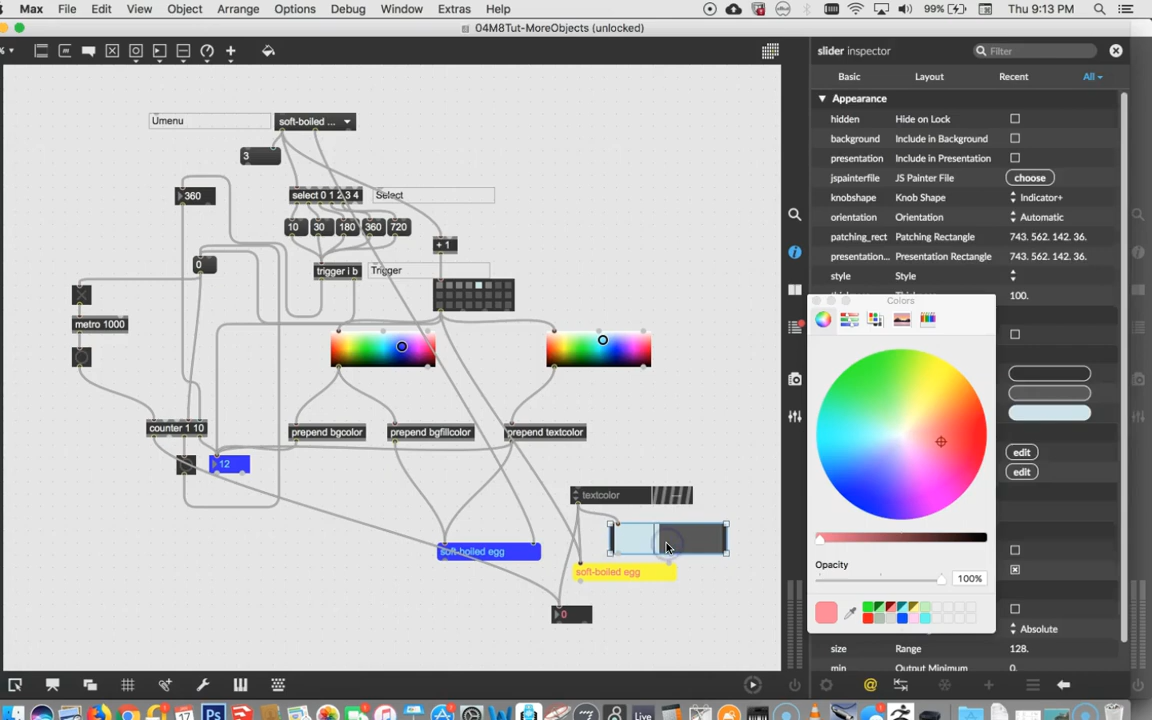 Max File Edit View Object Arrange Options Debug Window Extras Help 99% Thu 9:13 PM
04M8Tut-MoreObjects (unlocked)
slider inspector
Filter
Basic Layout Recent All
Appearance
hidden Hide on Lock
background Include in Background
presentation Include in Presentation
jspainterfile JS Painter File choose
knobshape Knob Shape Indicator+
orientation Orientation Automatic
patching_rect Patching Rectangle 743. 562. 142. 36.
presentation... Presentation Rectangle 743. 562. 142. 36.
style Style
100.
Colors
edit
edit
Opacity
100%
Absolute
size Range 128.
min Output Minimum 0.
Umenu
soft-boiled ...
3
360
select 0 1 2 3 4
Select
10 30 180 360 720
+ 1
0
trigger i b
Trigger
metro 1000
counter 1 10
prepend bgcolor
prepend bgfillcolor
prepend textcolor
12
textcolor
soft-boiled egg
soft-boiled egg
0
17
Live